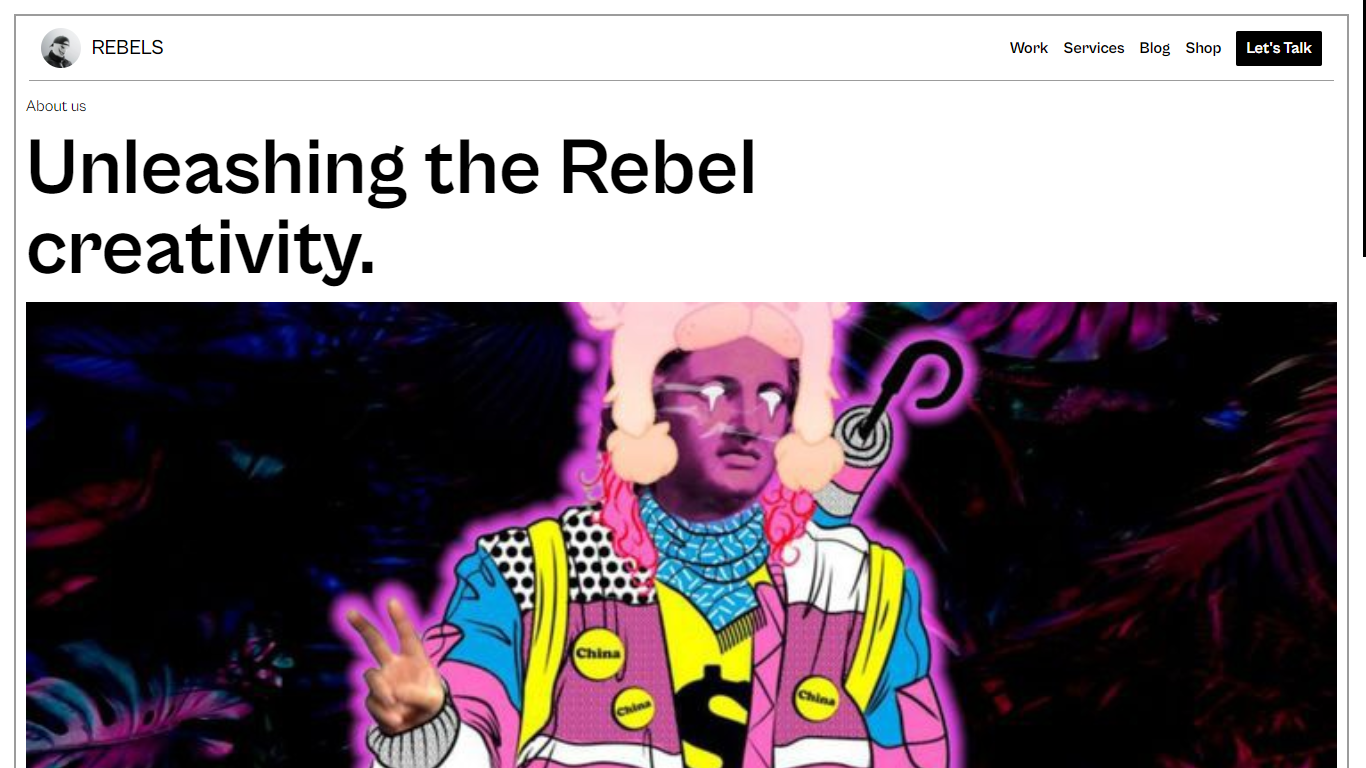 REBELS
Work Services Blog Shop Let's Talk
About us
Unleashing the Rebel
creativity.
China
China
China
$